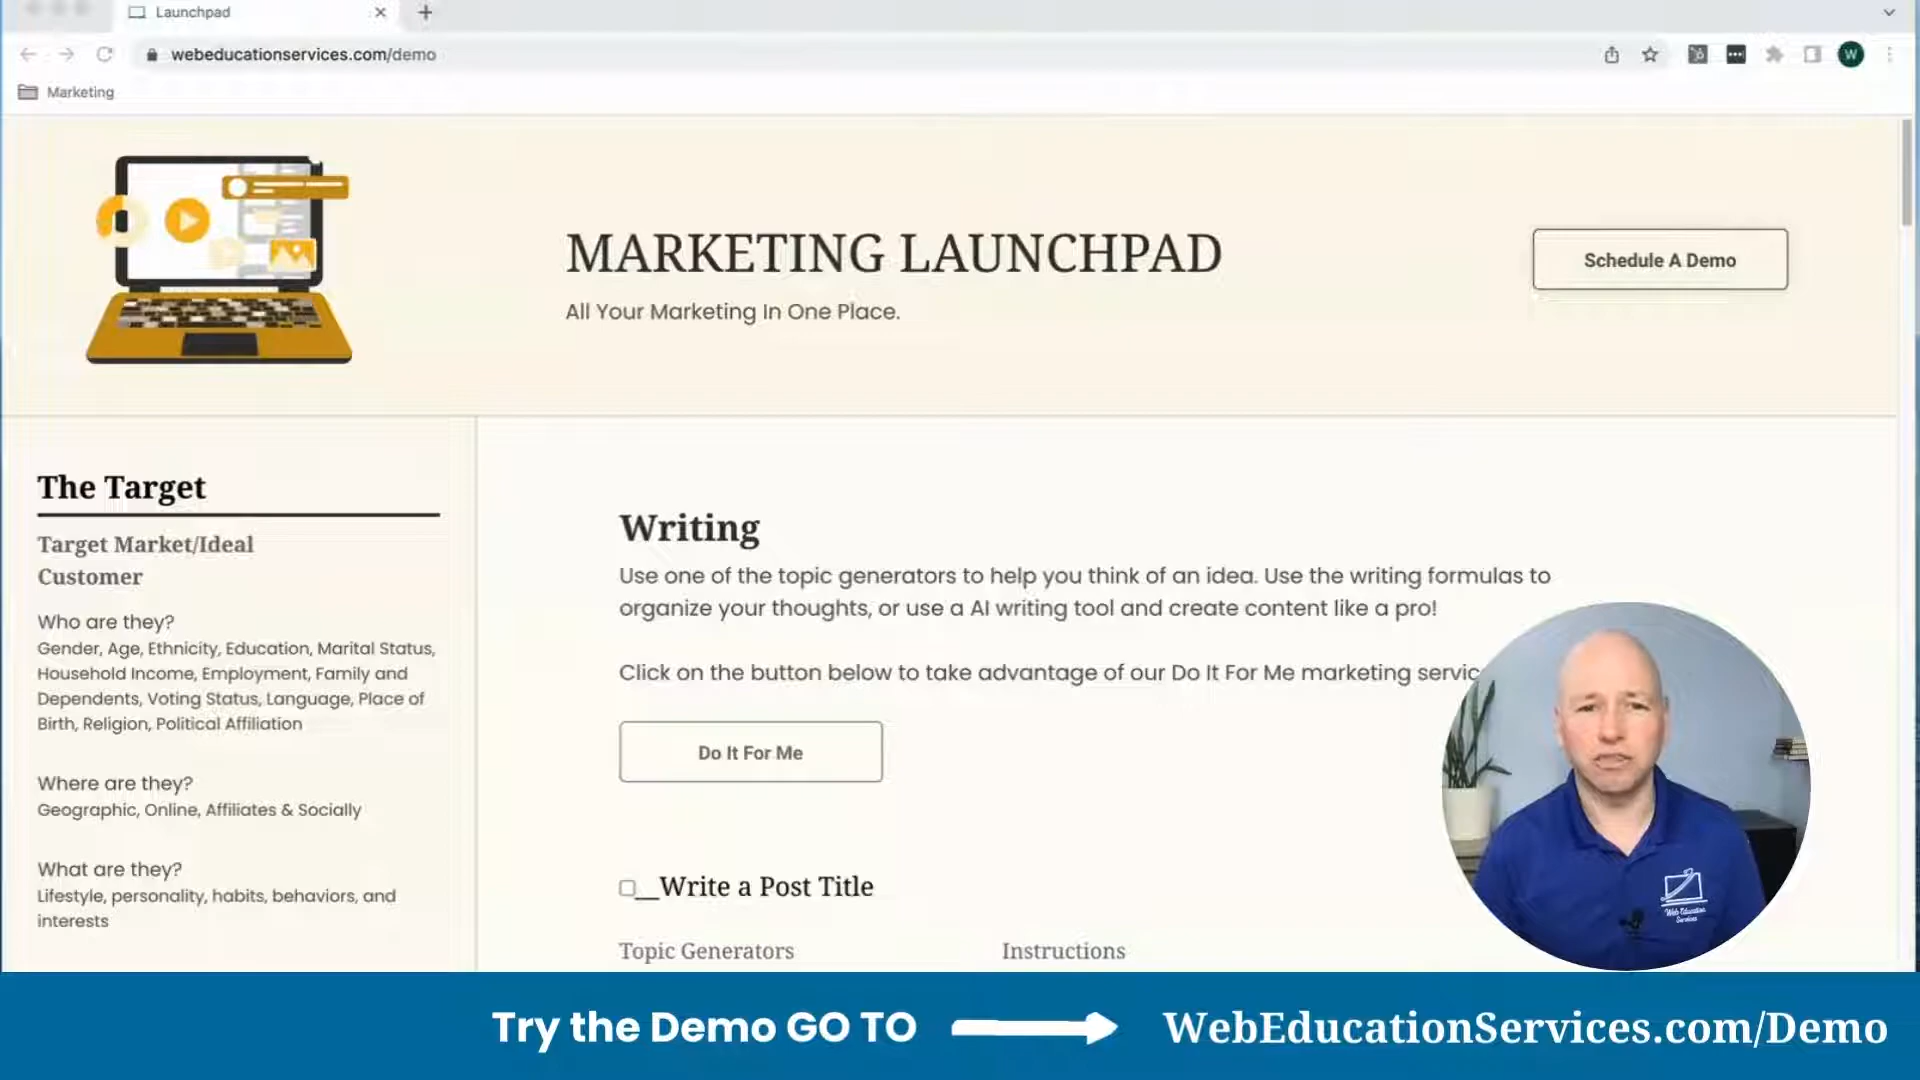 Launchpad
webeducationservices.com/demo
W
Marketing
MARKETING LAUNCHPAD
All Your Marketing In One Place.
Schedule A Demo
The Target
Target Market/Ideal
Customer
Who are they?
Gender, Age, Ethnicity, Education, Marital Status,
Household Income, Employment, Family and
Dependents, Voting Status, Language, Place of
Birth, Religion, Political Affiliation
Where are they?
Geographic, Online, Affiliates & Socially
What are they?
Lifestyle, personality, habits, behaviors, and
interests
Writing
Use one of the topic generators to help you think of an idea. Use the writing formulas to
organize your thoughts, or use a AI writing tool and create content like a pro!
Click on the button below to take advantage of our Do It For Me marketing servic
Do It For Me
__Write a Post Title
Topic Generators
Instructions
Web Education
Services
Try the Demo GO TO
WebEducationServices.com/Demo